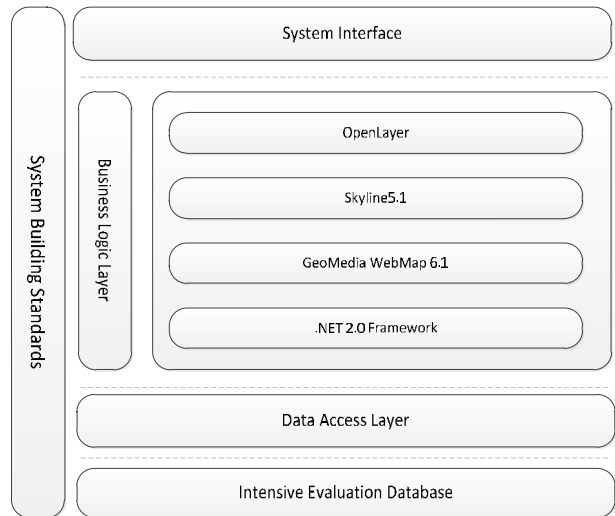 System Building Standards
System Interface
Business Logic Layer
OpenLayer
Skyline5.1
GeoMedia WebMap 6.1
.NET 2.0 Framework
Data Access Layer
Intensive Evaluation Database